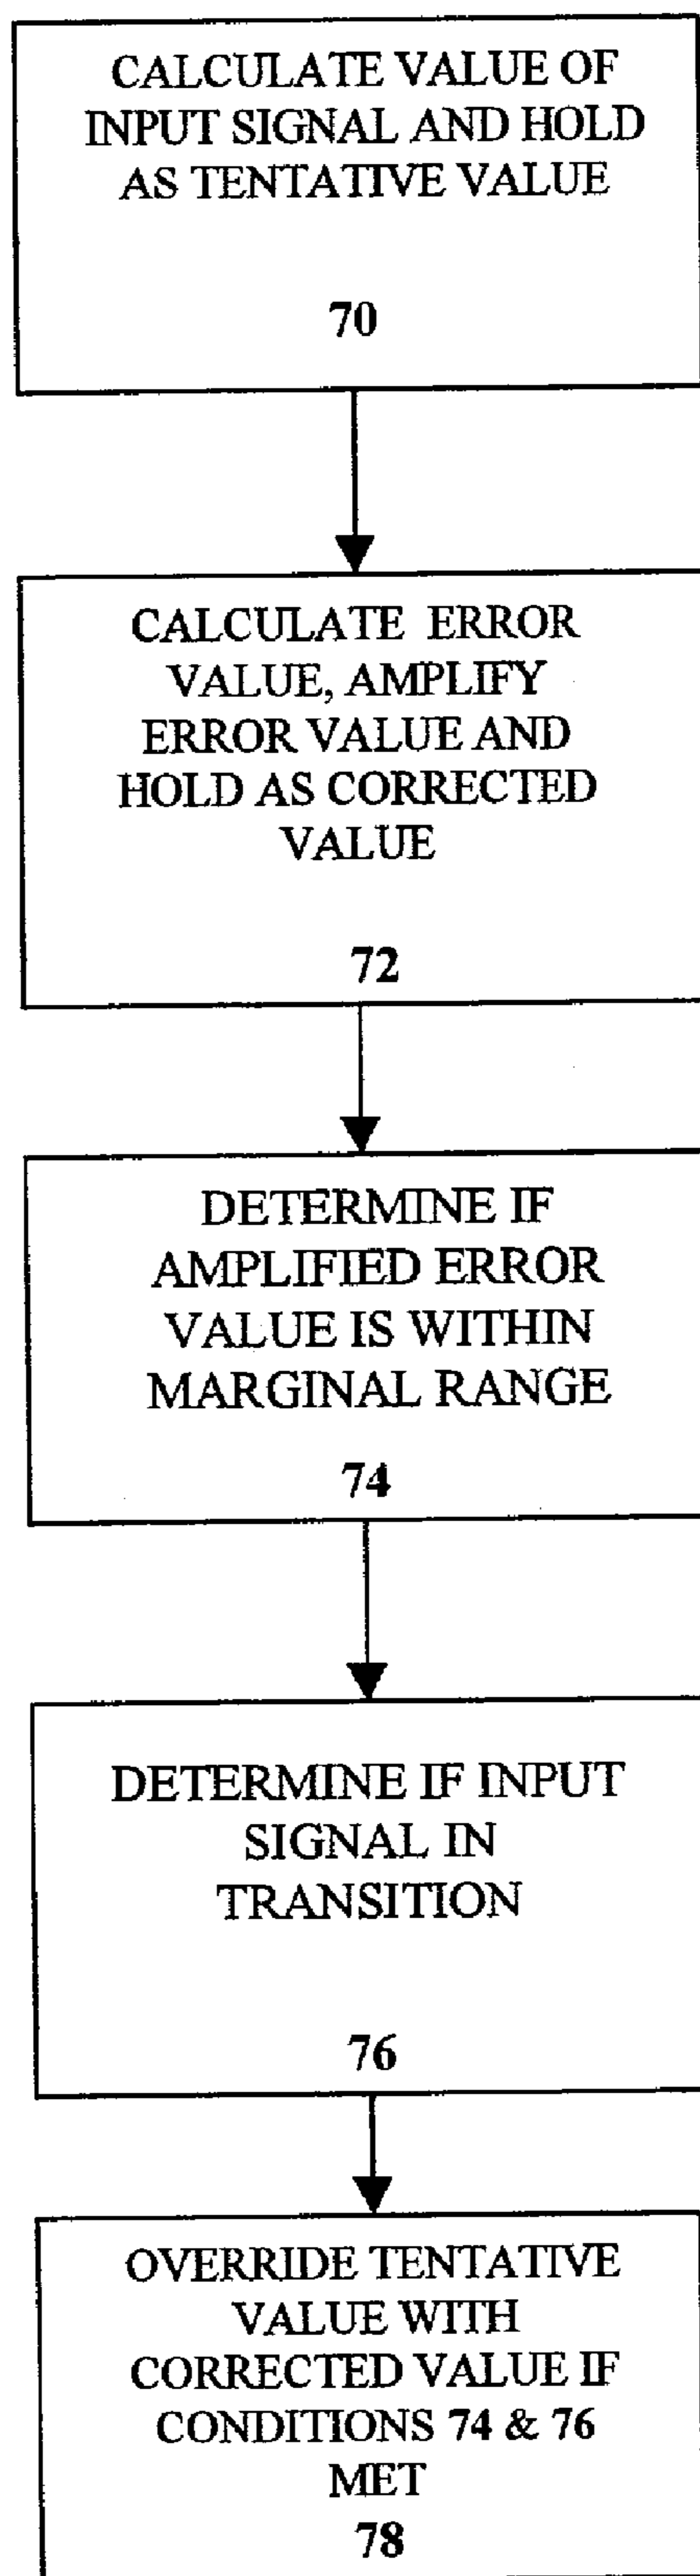 CALCULATE VALUE OF
INPUT SIGNAL AND HOLD
AS TENTATIVE VALUE
70
CALCULATE ERROR
VALUE, AMPLIFY
ERROR VALUE AND
HOLD AS CORRECTED
VALUE
72
DETERMINE IF
AMPLIFIED ERROR
VALUE IS WITHIN
MARGINAL RANGE
74
DETERMINE IF INPUT
SIGNAL IN
TRANSITION
76
OVERRIDE TENTATIVE
VALUE WITH
CORRECTED VALUE IF
CONDITIONS 74 & 76
MET
78